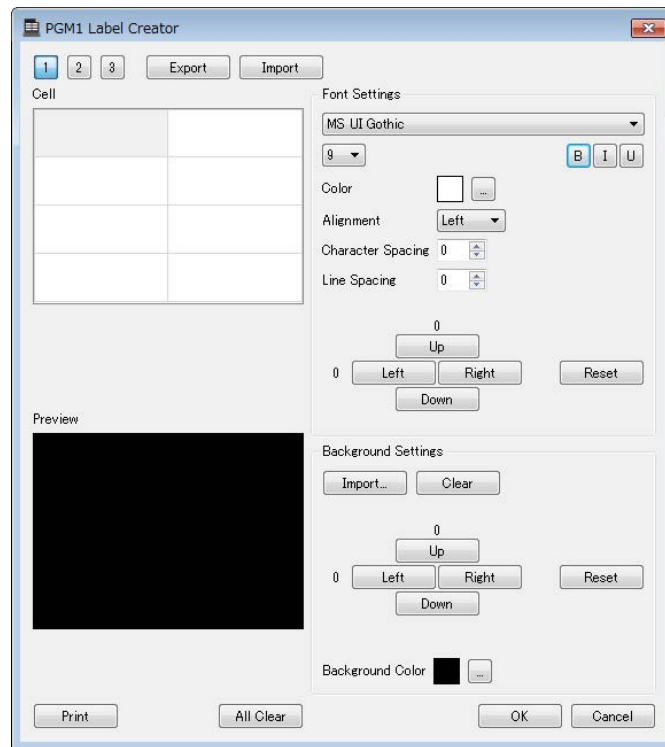 PGM1 Label Creator
1 2 3 Export Import
Cell
Font Settings
MS UI Gothic
9 B I U
Color ...
Alignment Left
Character Spacing 0
Line Spacing 0
0
Up
0 Left Right Reset
Down
Preview
Background Settings
Import... Clear
0
Up
0 Left Right Reset
Down
Background Color ...
Print All Clear OK Cancel